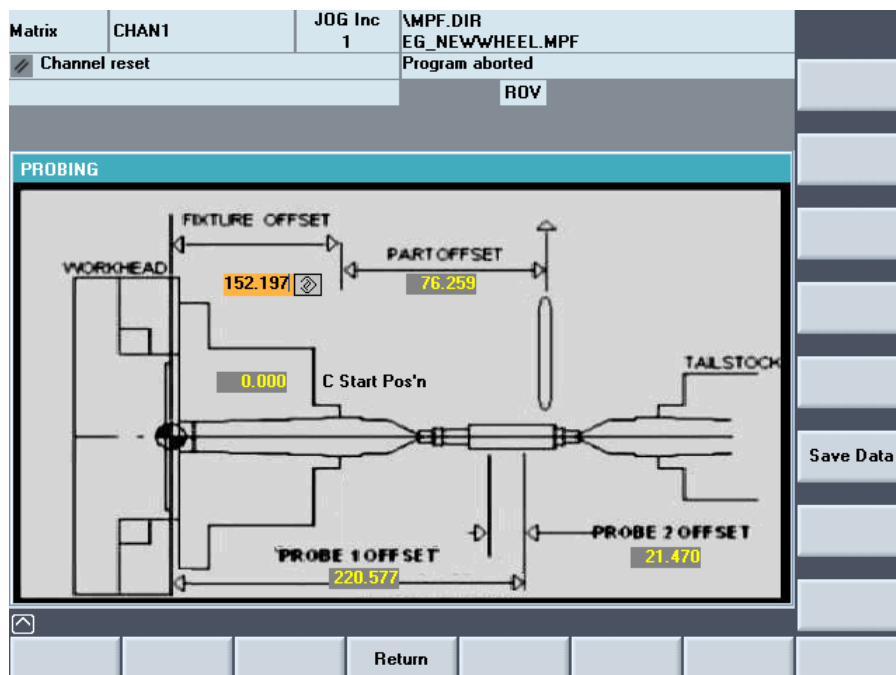 Matrix
CHAN1
JOG Inc
1
\MPF.DIR
EG_NEWWHEEL.MPF
Channel reset
Program aborted
ROV
PROBING
FIXTURE OFFSET
PART OFFSET
WORKHEAD
152.197
76.259
TAILSTOCK
0.000 C Start Pos'n
Save Data
PROBE 1 OFFSET
220.577
PROBE 2 OFFSET
21.470
Return